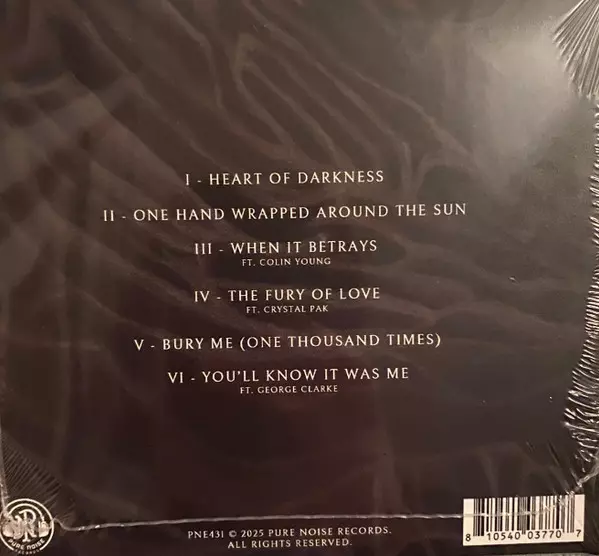 I - HEART OF DARKNESS
II - ONE HAND WRAPPED AROUND THE SUN
III - WHEN IT BETRAYS
FT. COLIN YOUNG
IV - THE FURY OF LOVE
FT. CRYSTAL PAK
V - BURY ME (ONE THOUSAND TIMES)
VI - YOU'LL KNOW IT WAS ME
FT. GEORGE CLARKE
PURE NOISE
PNE431 © 2025 PURE NOISE RECORDS.
ALL RIGHTS RESERVED.
8 10540 03770 7